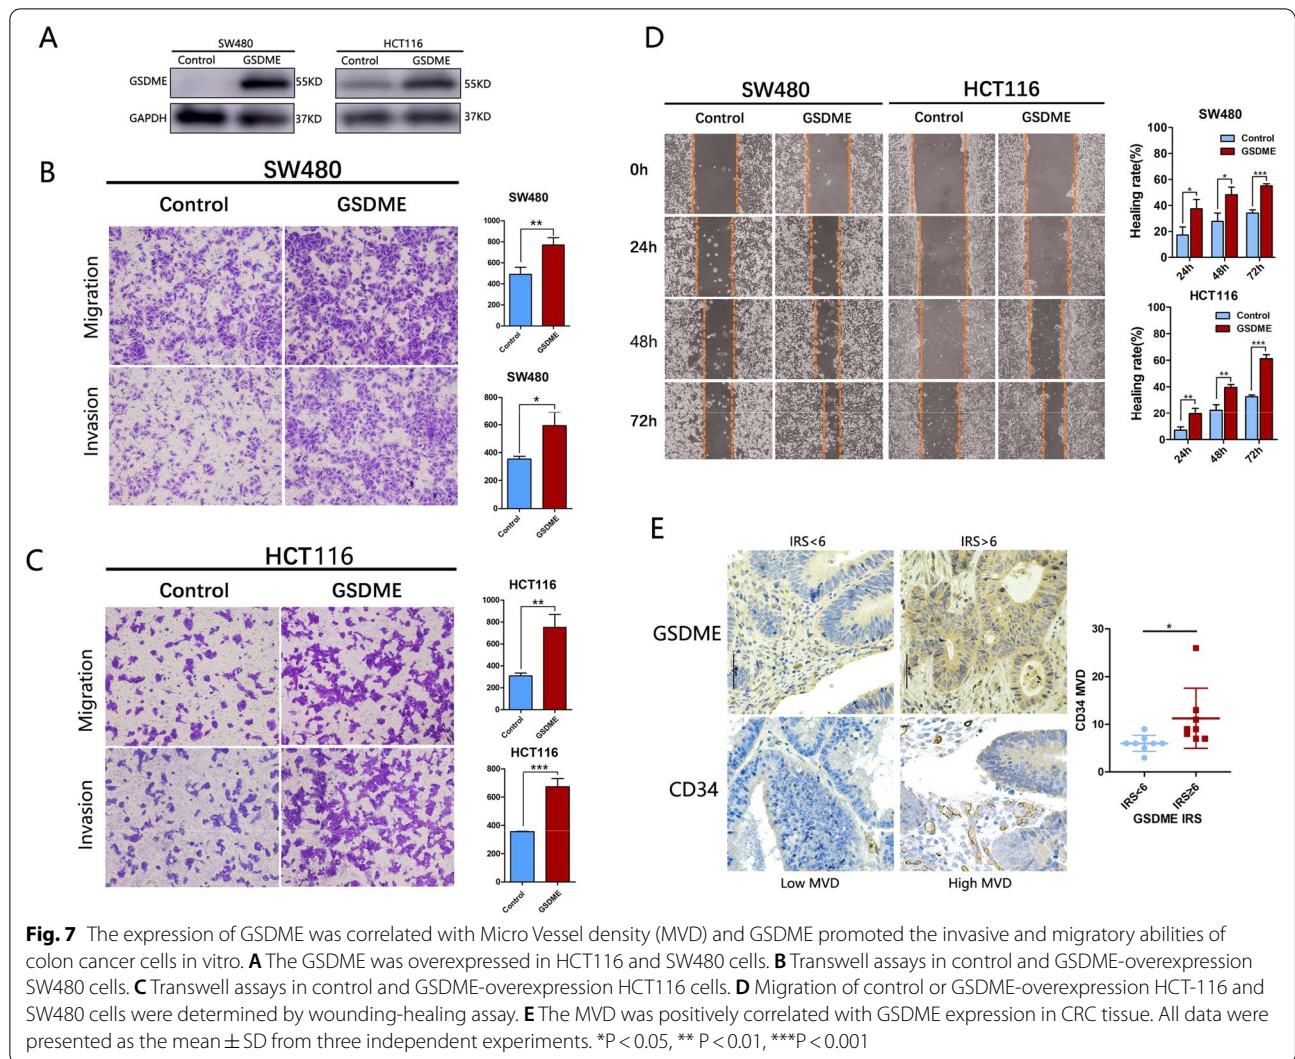 A
SW480
HCT116
Control GSDME
Control GSDME
GSDME
55KD
55KD
GAPDH
37KD
37KD
B
SW480
Control
GSDME
Migration
Invasion
SW480
1000
800
600
400
200
0
**
Control
GSDME
SW480
800
600
400
200
0
*
Control
GSDME
C
HCT116
Control
GSDME
Migration
Invasion
HCT116
1000
800
600
400
200
0
**
Control
GSDME
HCT116
800
600
400
200
0
***
Control
GSDME
D
SW480
HCT116
Control
GSDME
Control
GSDME
0h
24h
48h
72h
SW480
Healing rate(%)
100
80
60
40
20
0
Control
GSDME
*
*
***
24h
48h
72h
HCT116
Healing rate(%)
100
80
60
40
20
0
Control
GSDME
**
**
***
24h
48h
72h
E
IRS<6
IRS>6
GSDME
CD34
Low MVD
High MVD
CD34 MVD
30
20
10
0
*
IRS<6
IRS≥6
GSDME IRS
Fig. 7 The expression of GSDME was correlated with Micro Vessel density (MVD) and GSDME promoted the invasive and migratory abilities of
colon cancer cells in vitro. A The GSDME was overexpressed in HCT116 and SW480 cells. B Transwell assays in control and GSDME-overexpression
SW480 cells. C Transwell assays in control and GSDME-overexpression HCT116 cells. D Migration of control or GSDME-overexpression HCT-116 and
SW480 cells were determined by wounding-healing assay. E The MVD was positively correlated with GSDME expression in CRC tissue. All data were
presented as the mean ± SD from three independent experiments. *P < 0.05, ** P < 0.01, ***P < 0.001